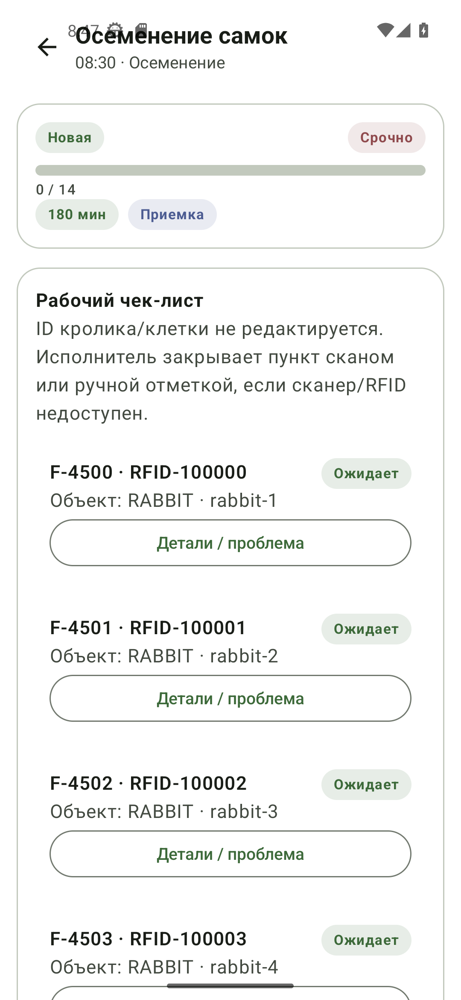 8:47
Осеменение самок
08:30 · Осеменение
Новая
Срочно
0 / 14
180 мин
Приемка
Рабочий чек-лист
ID кролика/клетки не редактируется.
Исполнитель закрывает пункт сканом
или ручной отметкой, если сканер/RFID
недоступен.
F-4500 · RFID-100000
Ожидает
Объект: RABBIT · rabbit-1
Детали / проблема
F-4501 · RFID-100001
Ожидает
Объект: RABBIT · rabbit-2
Детали / проблема
F-4502 · RFID-100002
Ожидает
Объект: RABBIT · rabbit-3
Детали / проблема
F-4503 · RFID-100003
Ожидает
Объект: RABBIT · rabbit-4